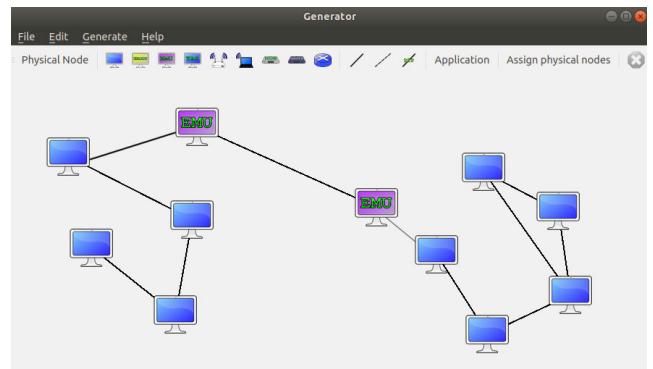 Generator
File Edit Generate Help
Physical Node Application Assign physical nodes
EMU
EMU